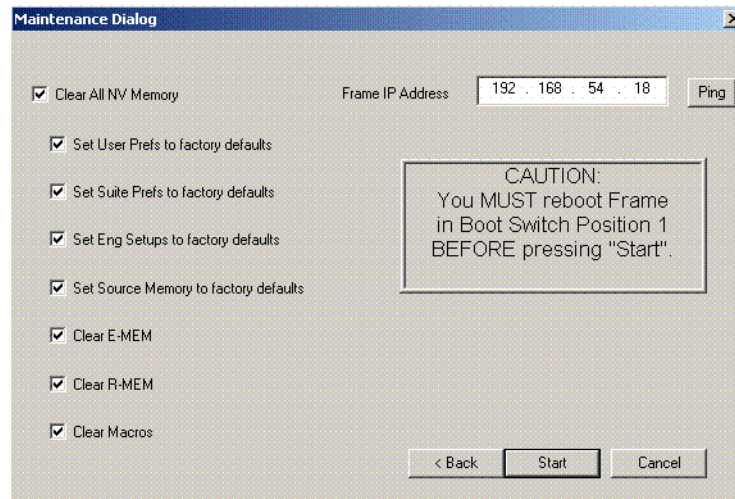 Maintenance Dialog
Clear All NV Memory
Frame IP Address
192 . 168 . 54 . 18
Ping
Set User Prefs to factory defaults
Set Suite Prefs to factory defaults
Set Eng Setups to factory defaults
Set Source Memory to factory defaults
Clear E-MEM
Clear R-MEM
Clear Macros
CAUTION:
You MUST reboot Frame
in Boot Switch Position 1
BEFORE pressing "Start".
< Back
Start
Cancel